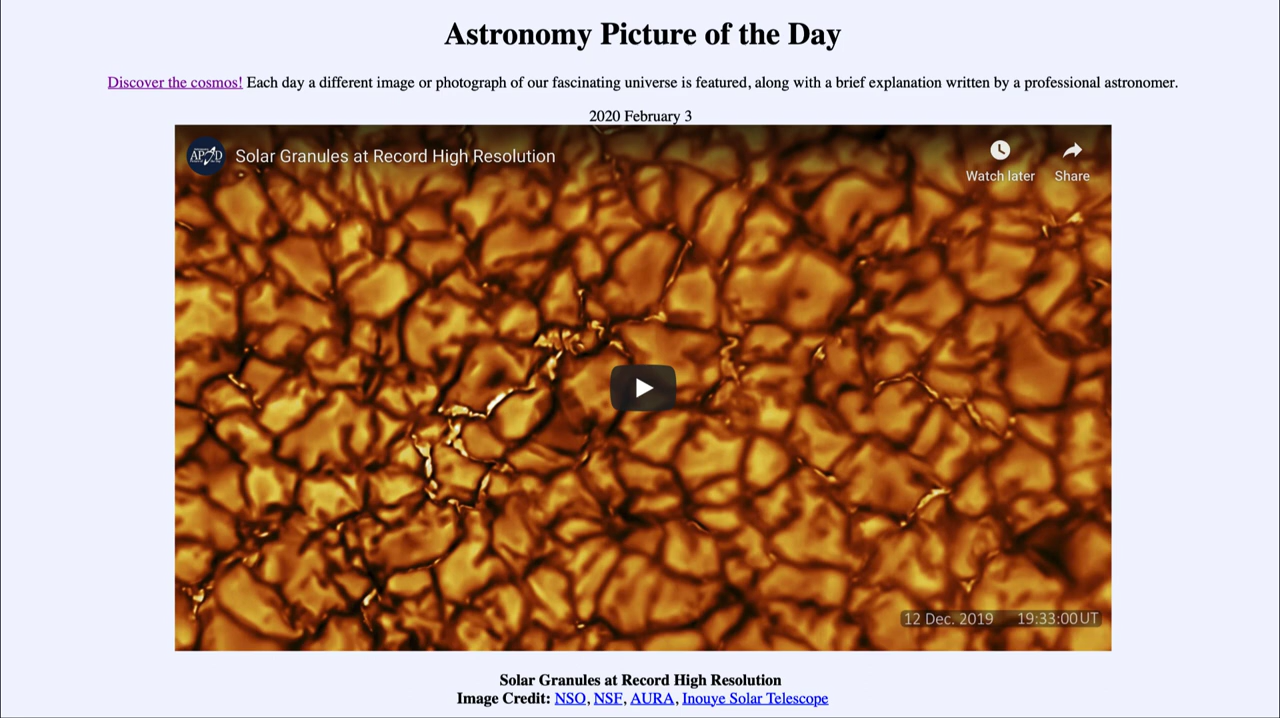 Astronomy Picture of the Day
Discover the cosmos! Each day a different image or photograph of our fascinating universe is featured, along with a brief explanation written by a professional astronomer.
2020 February 3
APOD
Solar Granules at Record High Resolution
Watch later
Share
12 Dec. 2019 19:33:00 UT
Solar Granules at Record High Resolution
Image Credit: NSO, NSF, AURA, Inouye Solar Telescope